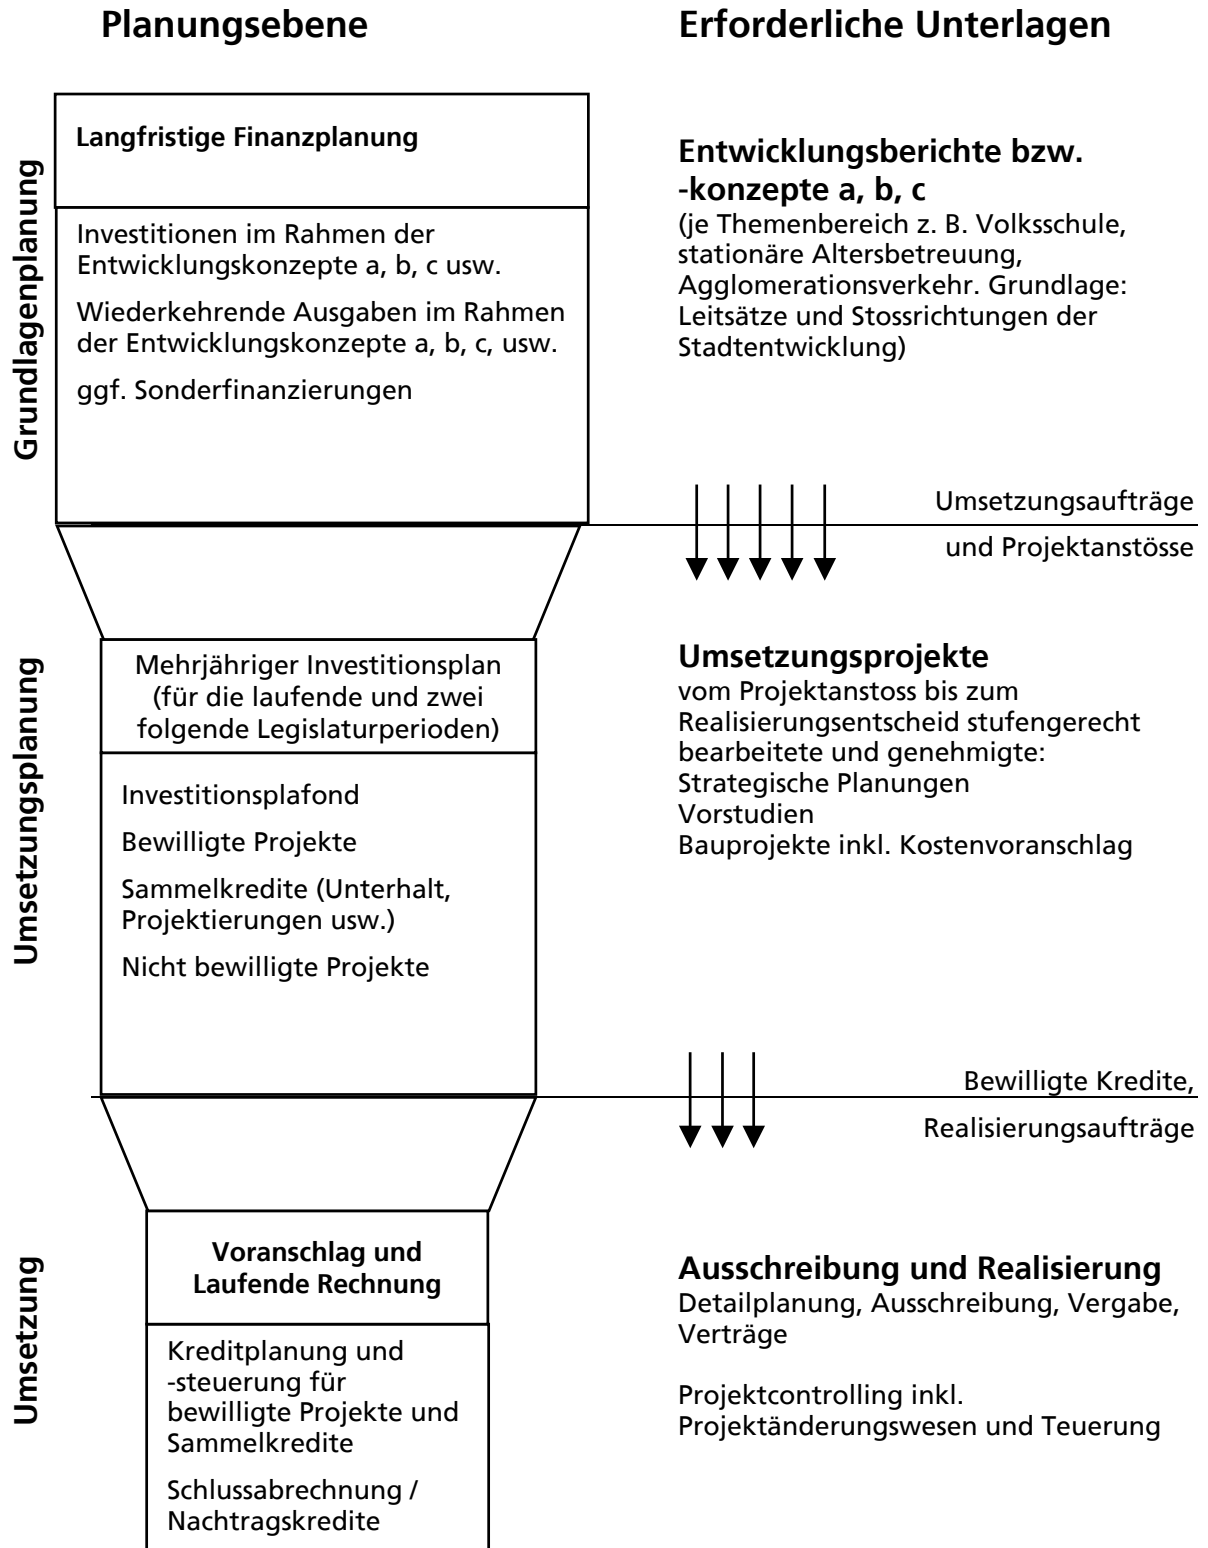 Planungsebene
Erforderliche Unterlagen
Grundlagenplanung
Langfristige Finanzplanung
Investitionen im Rahmen der
Entwicklungskonzepte a, b, c usw.
Wiederkehrende Ausgaben im Rahmen
der Entwicklungskonzepte a, b, c, usw.
ggf. Sonderfinanzierungen
Entwicklungsberichte bzw.
-konzepte a, b, c
(je Themenbereich z. B. Volksschule,
stationäre Altersbetreuung,
Agglomerationsverkehr. Grundlage:
Leitsätze und Stossrichtungen der
Stadtentwicklung)
Umsetzungsaufträge
und Projektanstösse
Umsetzungsplanung
Mehrjähriger Investitionsplan
(für die laufende und zwei
folgende Legislaturperioden)
Investitionsplafond
Bewilligte Projekte
Sammelkredite (Unterhalt,
Projektierungen usw.)
Nicht bewilligte Projekte
Umsetzungsprojekte
vom Projektanstoss bis zum
Realisierungsentscheid stufengerecht
bearbeitete und genehmigte:
Strategische Planungen
Vorstudien
Bauprojekte inkl. Kostenvoranschlag
Bewilligte Kredite,
Realisierungsaufträge
Umsetzung
Voranschlag und
Laufende Rechnung
Kreditplanung und
-steuerung für
bewilligte Projekte und
Sammelkredite
Schlussabrechnung /
Nachtragskredite
Ausschreibung und Realisierung
Detailplanung, Ausschreibung, Vergabe,
Verträge
Projektcontrolling inkl.
Projektänderungswesen und Teuerung